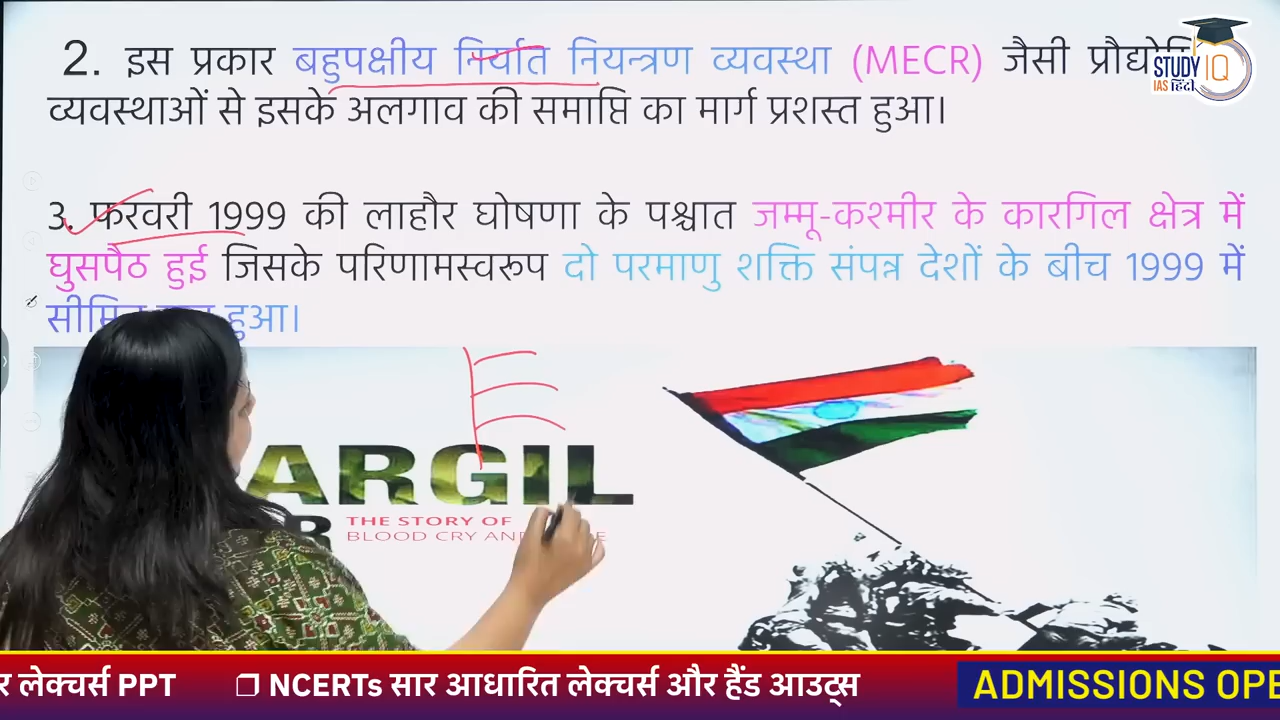 2. इस प्रकार बहुपक्षीय निर्यात नियन्त्रण व्यवस्था (MECR) जैसी
STUDY IQ
IAS हिंदी
व्यवस्थाओं से इसके अलगाव की समाप्ति का मार्ग प्रशस्त हुआ।
3. फरवरी 1999 की लाहौर घोषणा के पश्चात जम्मू-कश्मीर के कारगिल क्षेत्र में
घुसपैठ हुई जिसके परिणामस्वरूप दो परमाणु शक्ति संपन्न देशों के बीच 1999 में
हुआ।
ARGIL
THE STORY OF
BLOOD CRY
लेक्चर्स PPT ❐ NCERTs सार आधारित लेक्चर्स और हैंड आउट्स
ADMISSIONS